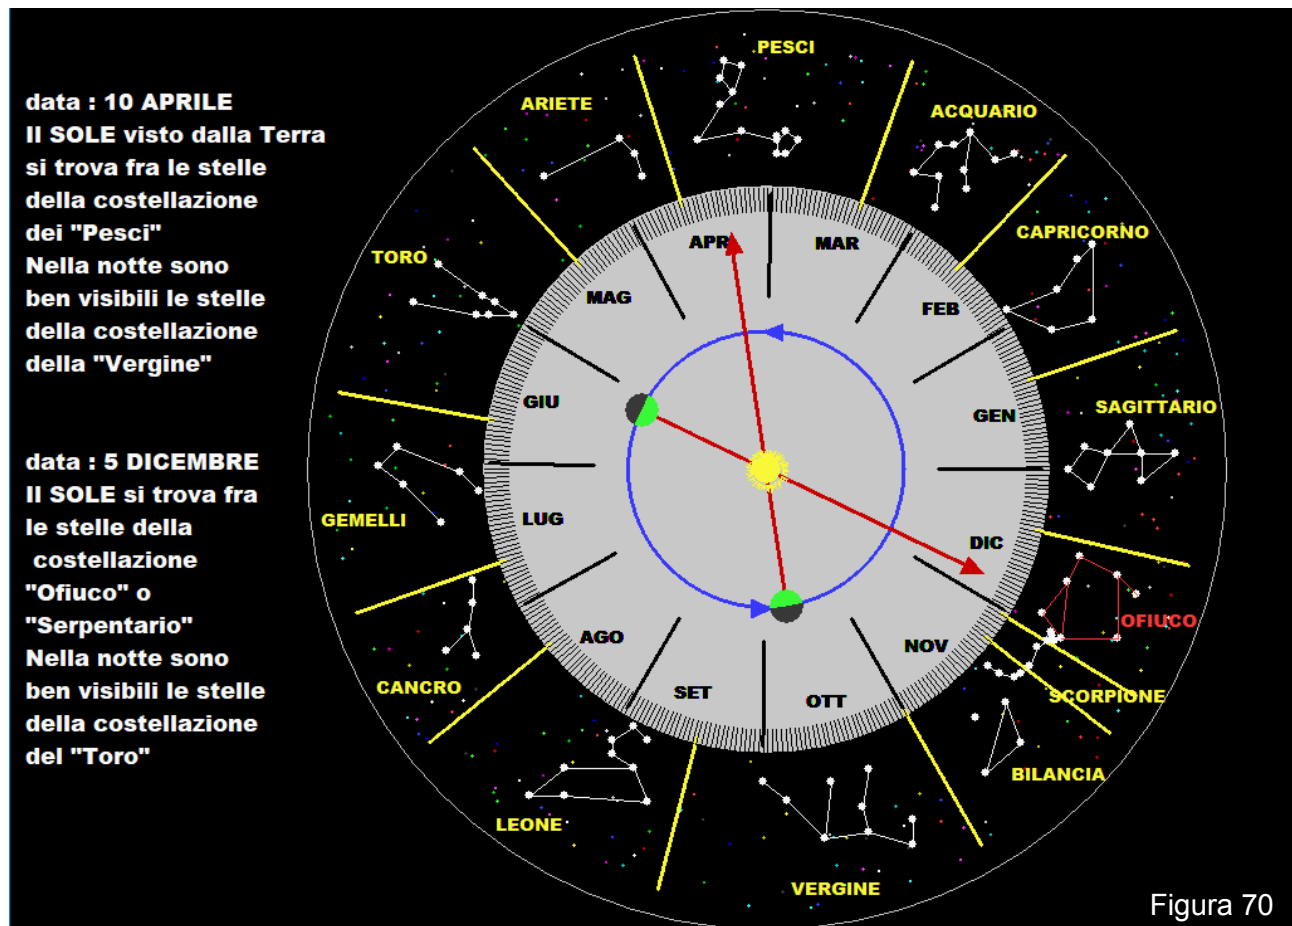 data : 10 APRILE
Il SOLE visto dalla Terra
si trova fra le stelle
della costellazione
dei "Pesci"
Nella notte sono
ben visibili le stelle
della costellazione
della "Vergine"
data : 5 DICEMBRE
Il SOLE si trova fra
le stelle della
costellazione
"Ofiuco" o
"Serpentario"
Nella notte sono
ben visibili le stelle
della costellazione
del "Toro"
PESCI
ARIETE
ACQUARIO
CAPRICORNO
TORO
SAGITTARIO
GEMELLI
OFIUCO
CANCRO
SCORPIONE
BILANCIA
LEONE
VERGINE
APR
MAR
MAG
FEB
GIU
GEN
LUG
DIC
AGO
NOV
SET
OTT
Figura 70